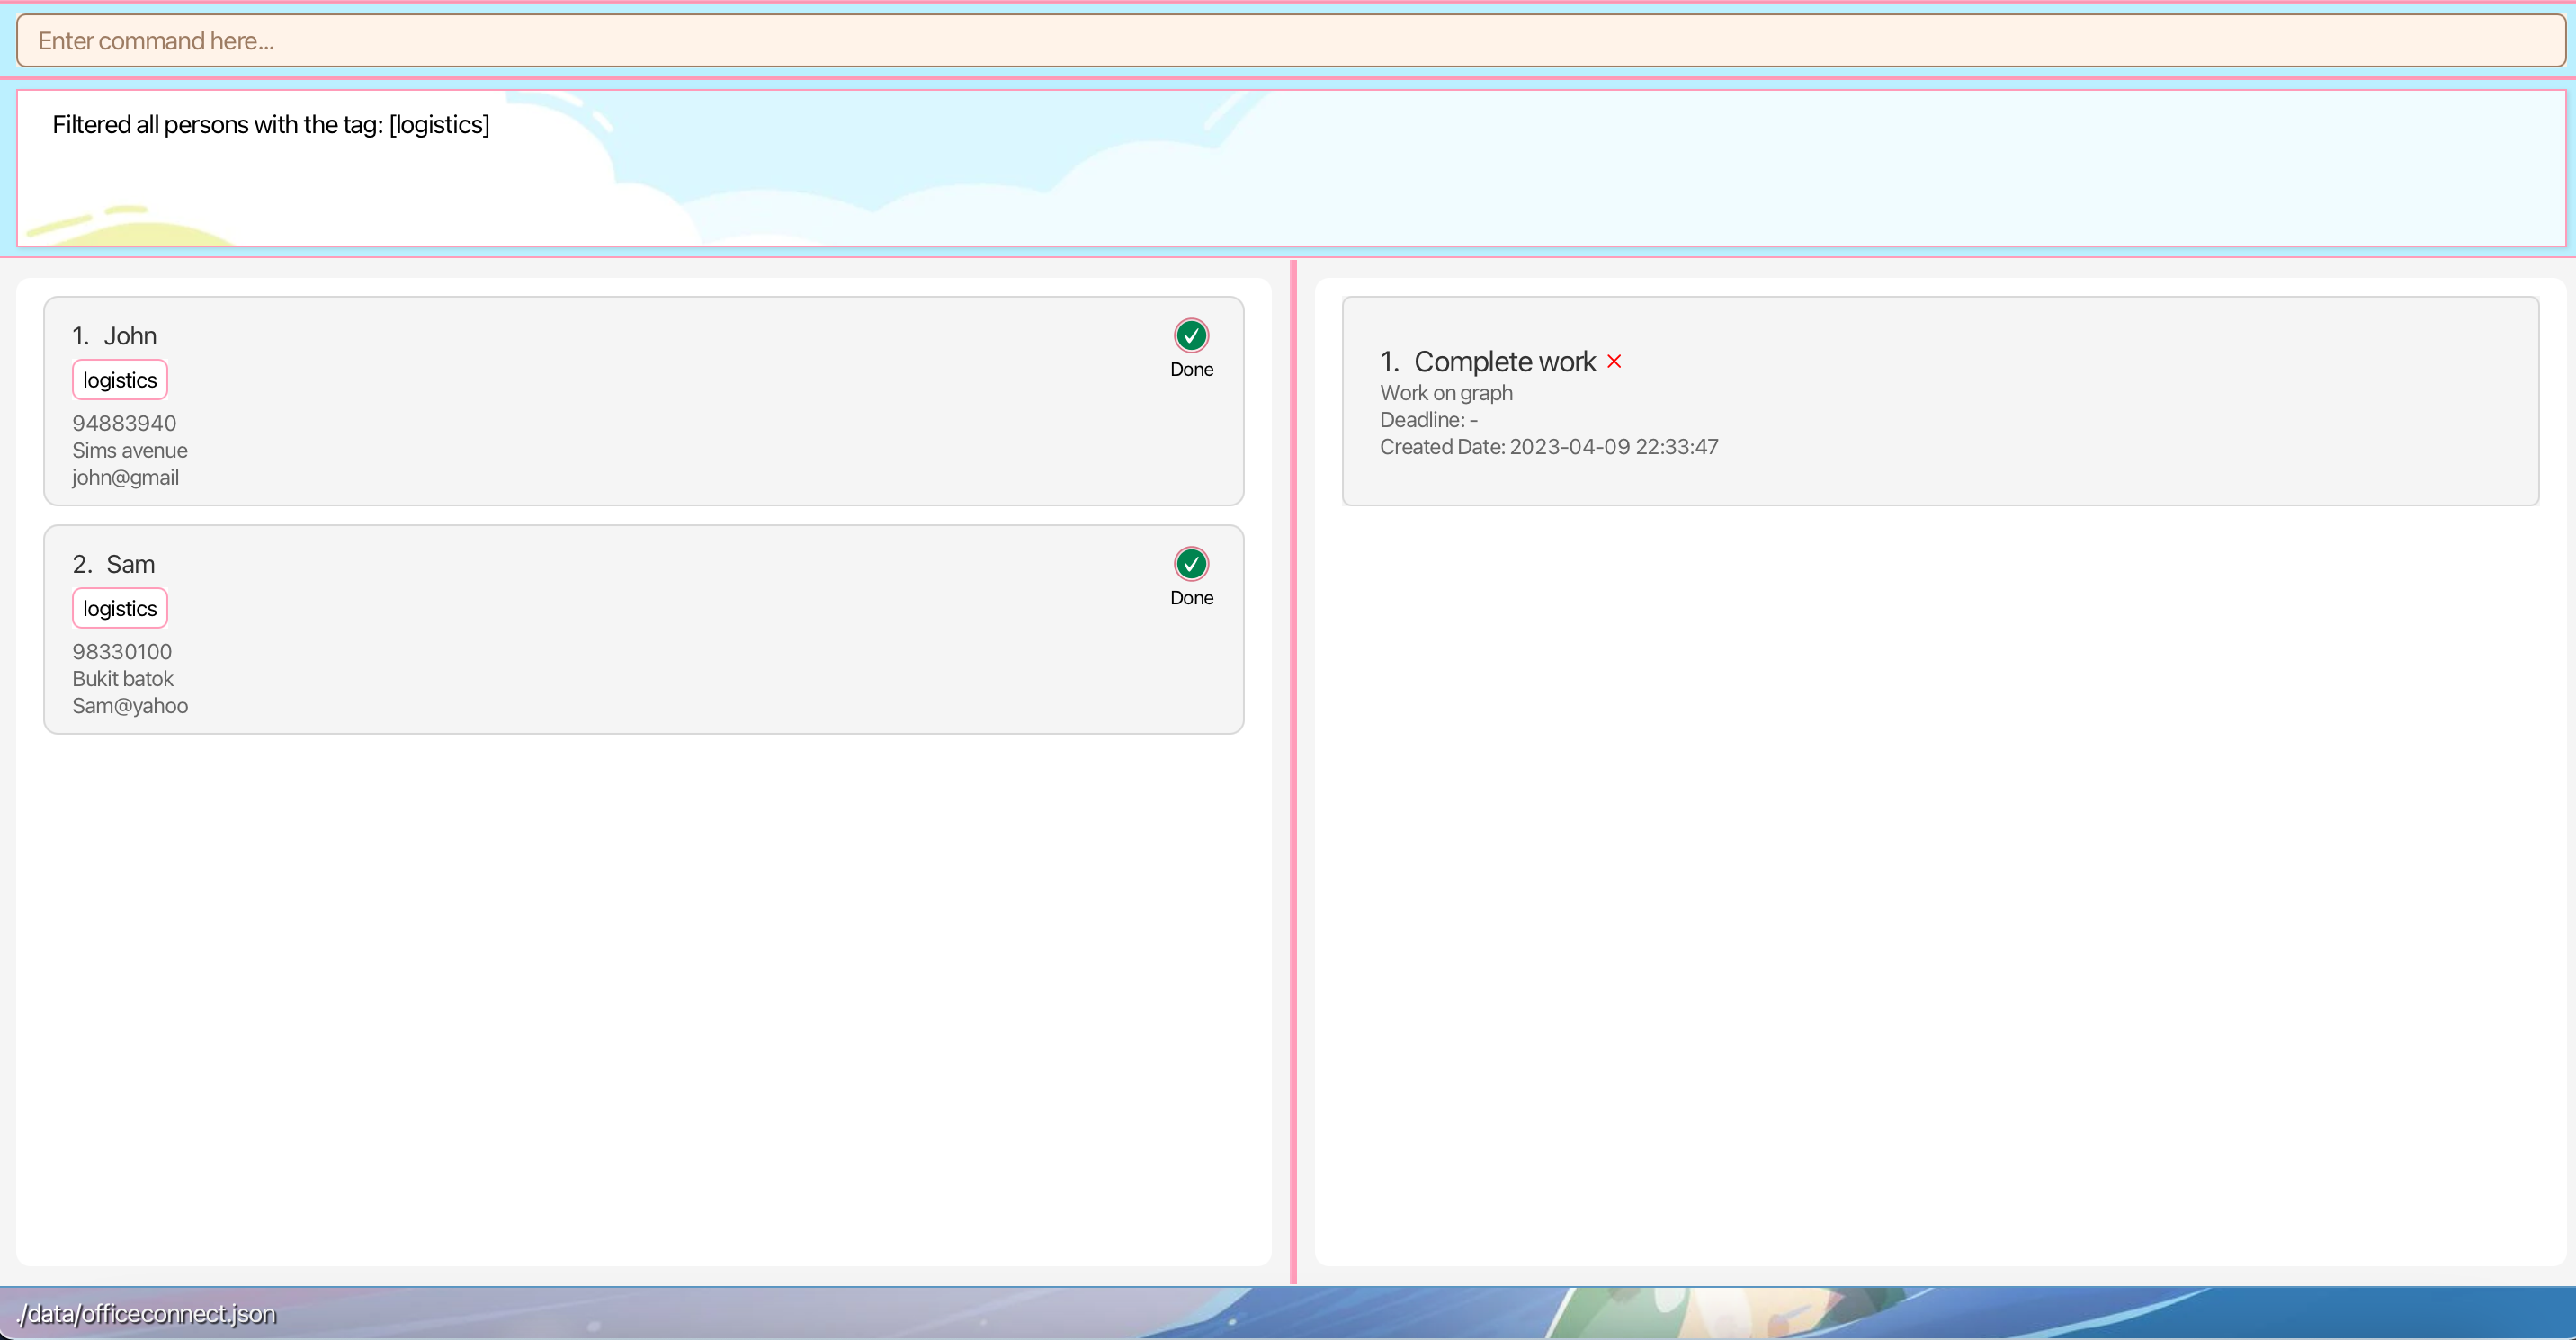 Enter command here...
Filtered all persons with the tag: [logistics]
1. John
logistics
94883940
Sims avenue
john@gmail
Done
2. Sam
logistics
98330100
Bukit batok
Sam@yahoo
Done
1. Complete work
Work on graph
Deadline: -
Created Date: 2023-04-09 22:33:47
./data/officeconnect.json